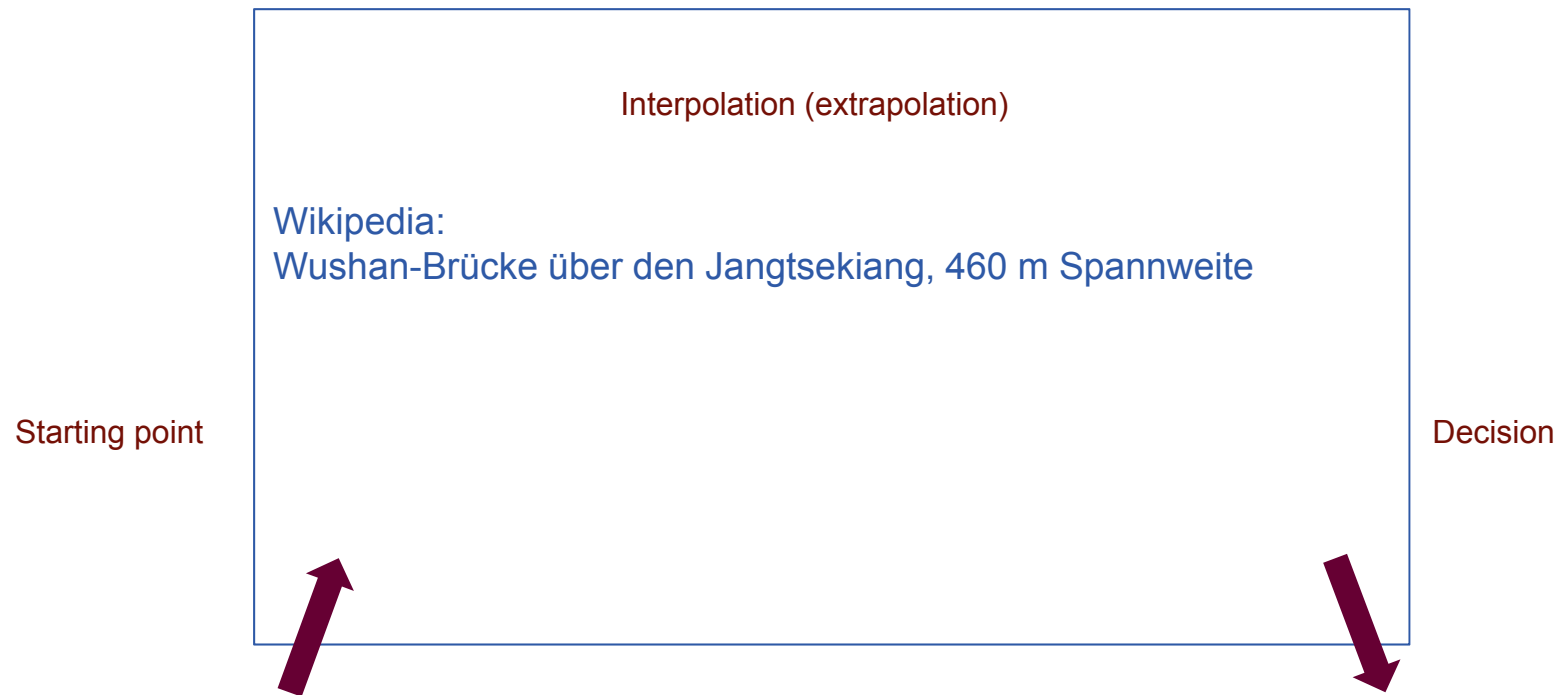 Interpolation (extrapolation)
Wikipedia:
Wushan-Brücke über den Jangtsekiang, 460 m Spannweite
Starting point
Decision